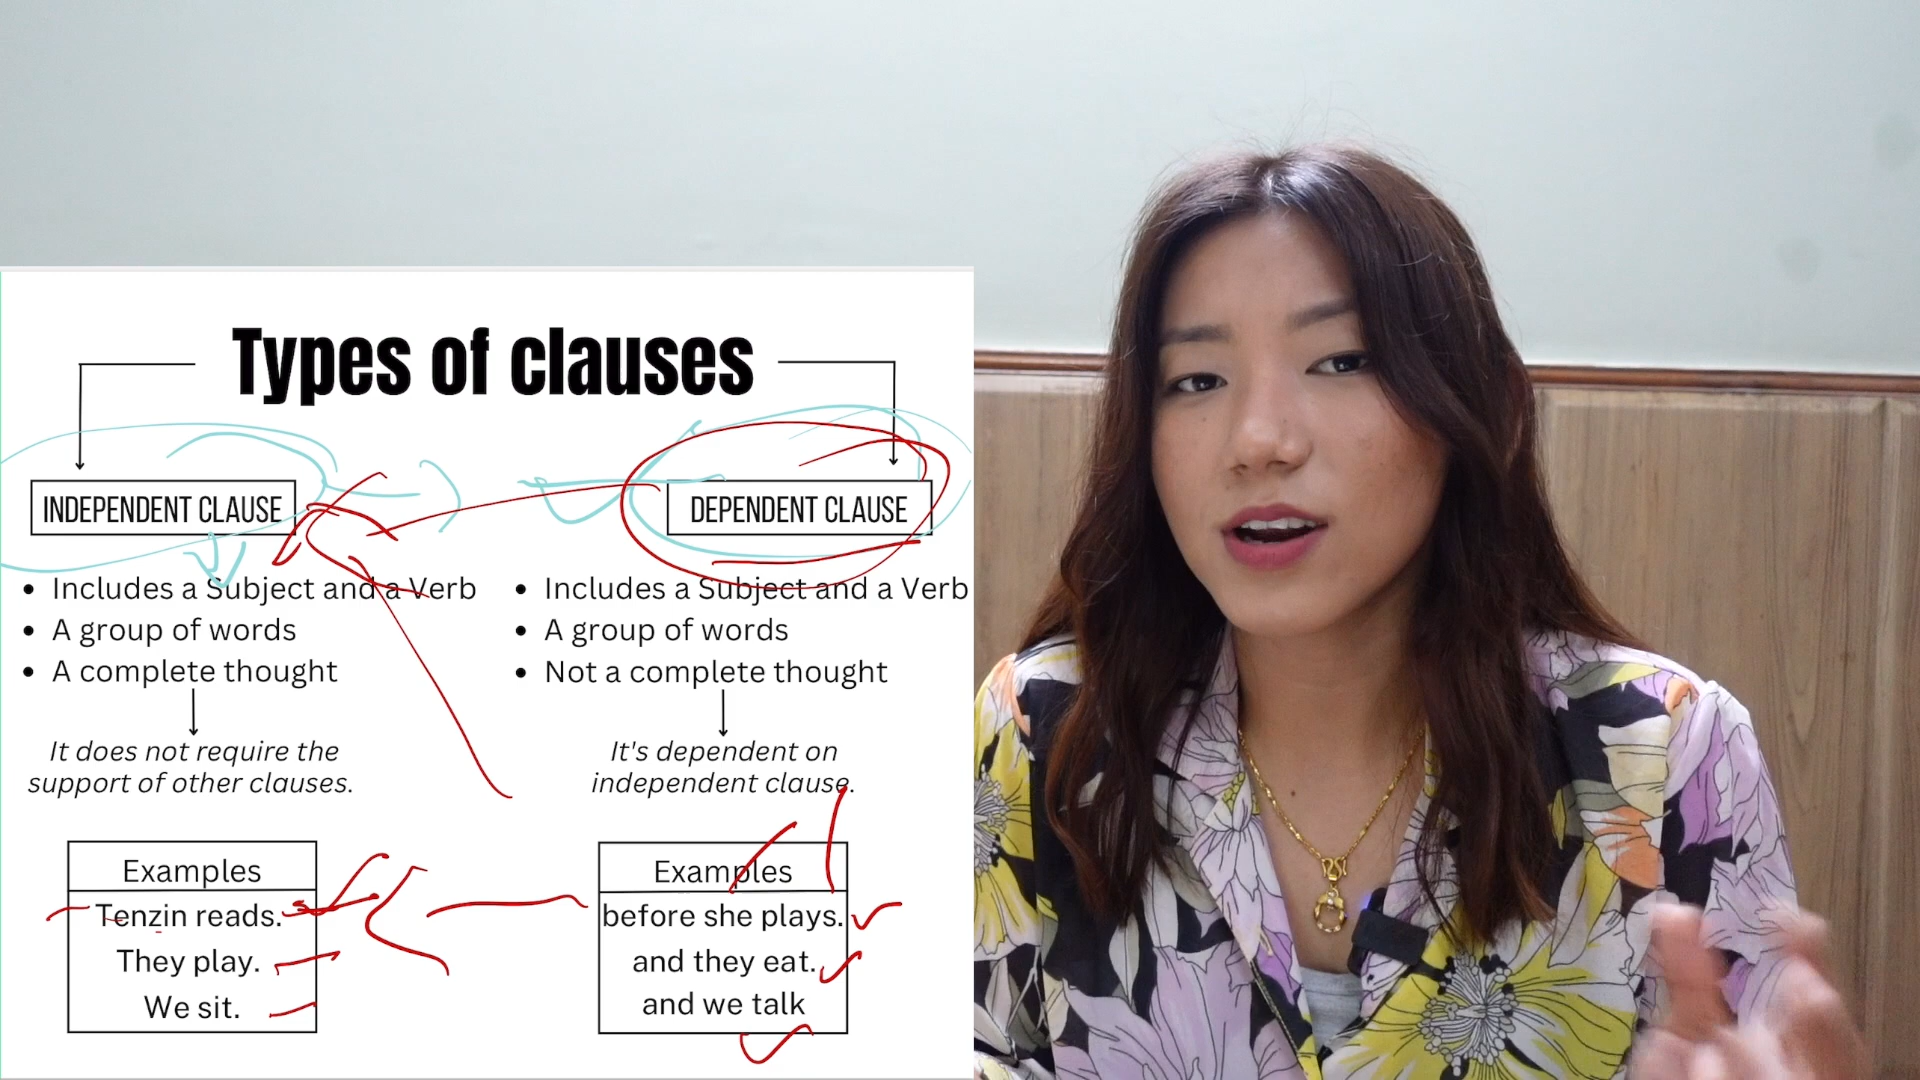 Types of clauses
INDEPENDENT CLAUSE
Includes a Subject and a Verb
A group of words
A complete thought
It does not require the
support of other clauses.
Examples
Tenzin reads.
They play.
We sit.
DEPENDENT CLAUSE
Includes a Subject and a Verb
A group of words
Not a complete thought
It's dependent on
independent clause.
Examples
before she plays.
and they eat.
and we talk